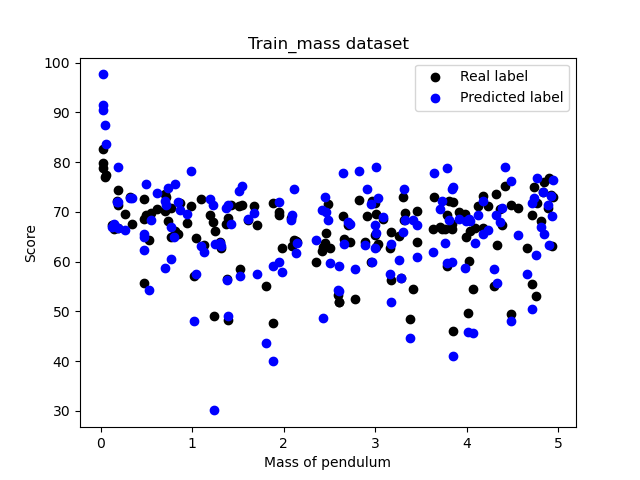 Train_mass dataset
Real label
Predicted label
100
90
80
70
60
50
40
30
Score
0 1 2 3 4 5
Mass of pendulum